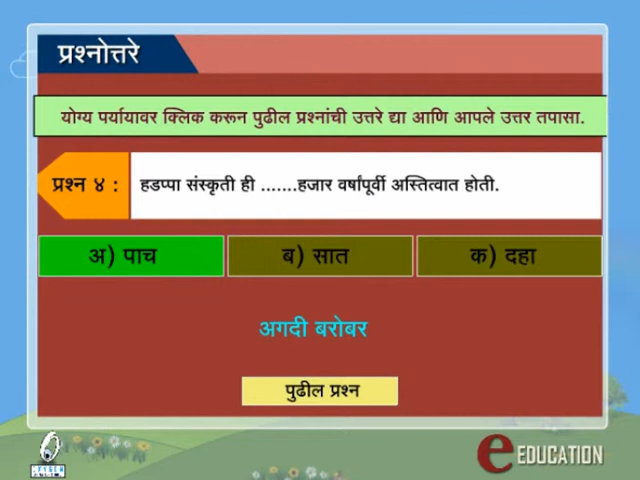 प्रश्नोत्तरे
योग्य पर्यायावर क्लिक करून पुढील प्रश्नांची उत्तरे द्या आणि आपले उत्तर तपासा.
प्रश्न ४ : हडप्पा संस्कृती ही .......हजार वर्षांपूर्वी अस्तित्वात होती.
अ) पाच ब) सात क) दहा
अगदी बरोबर
पुढील प्रश्न
eEDUCATION